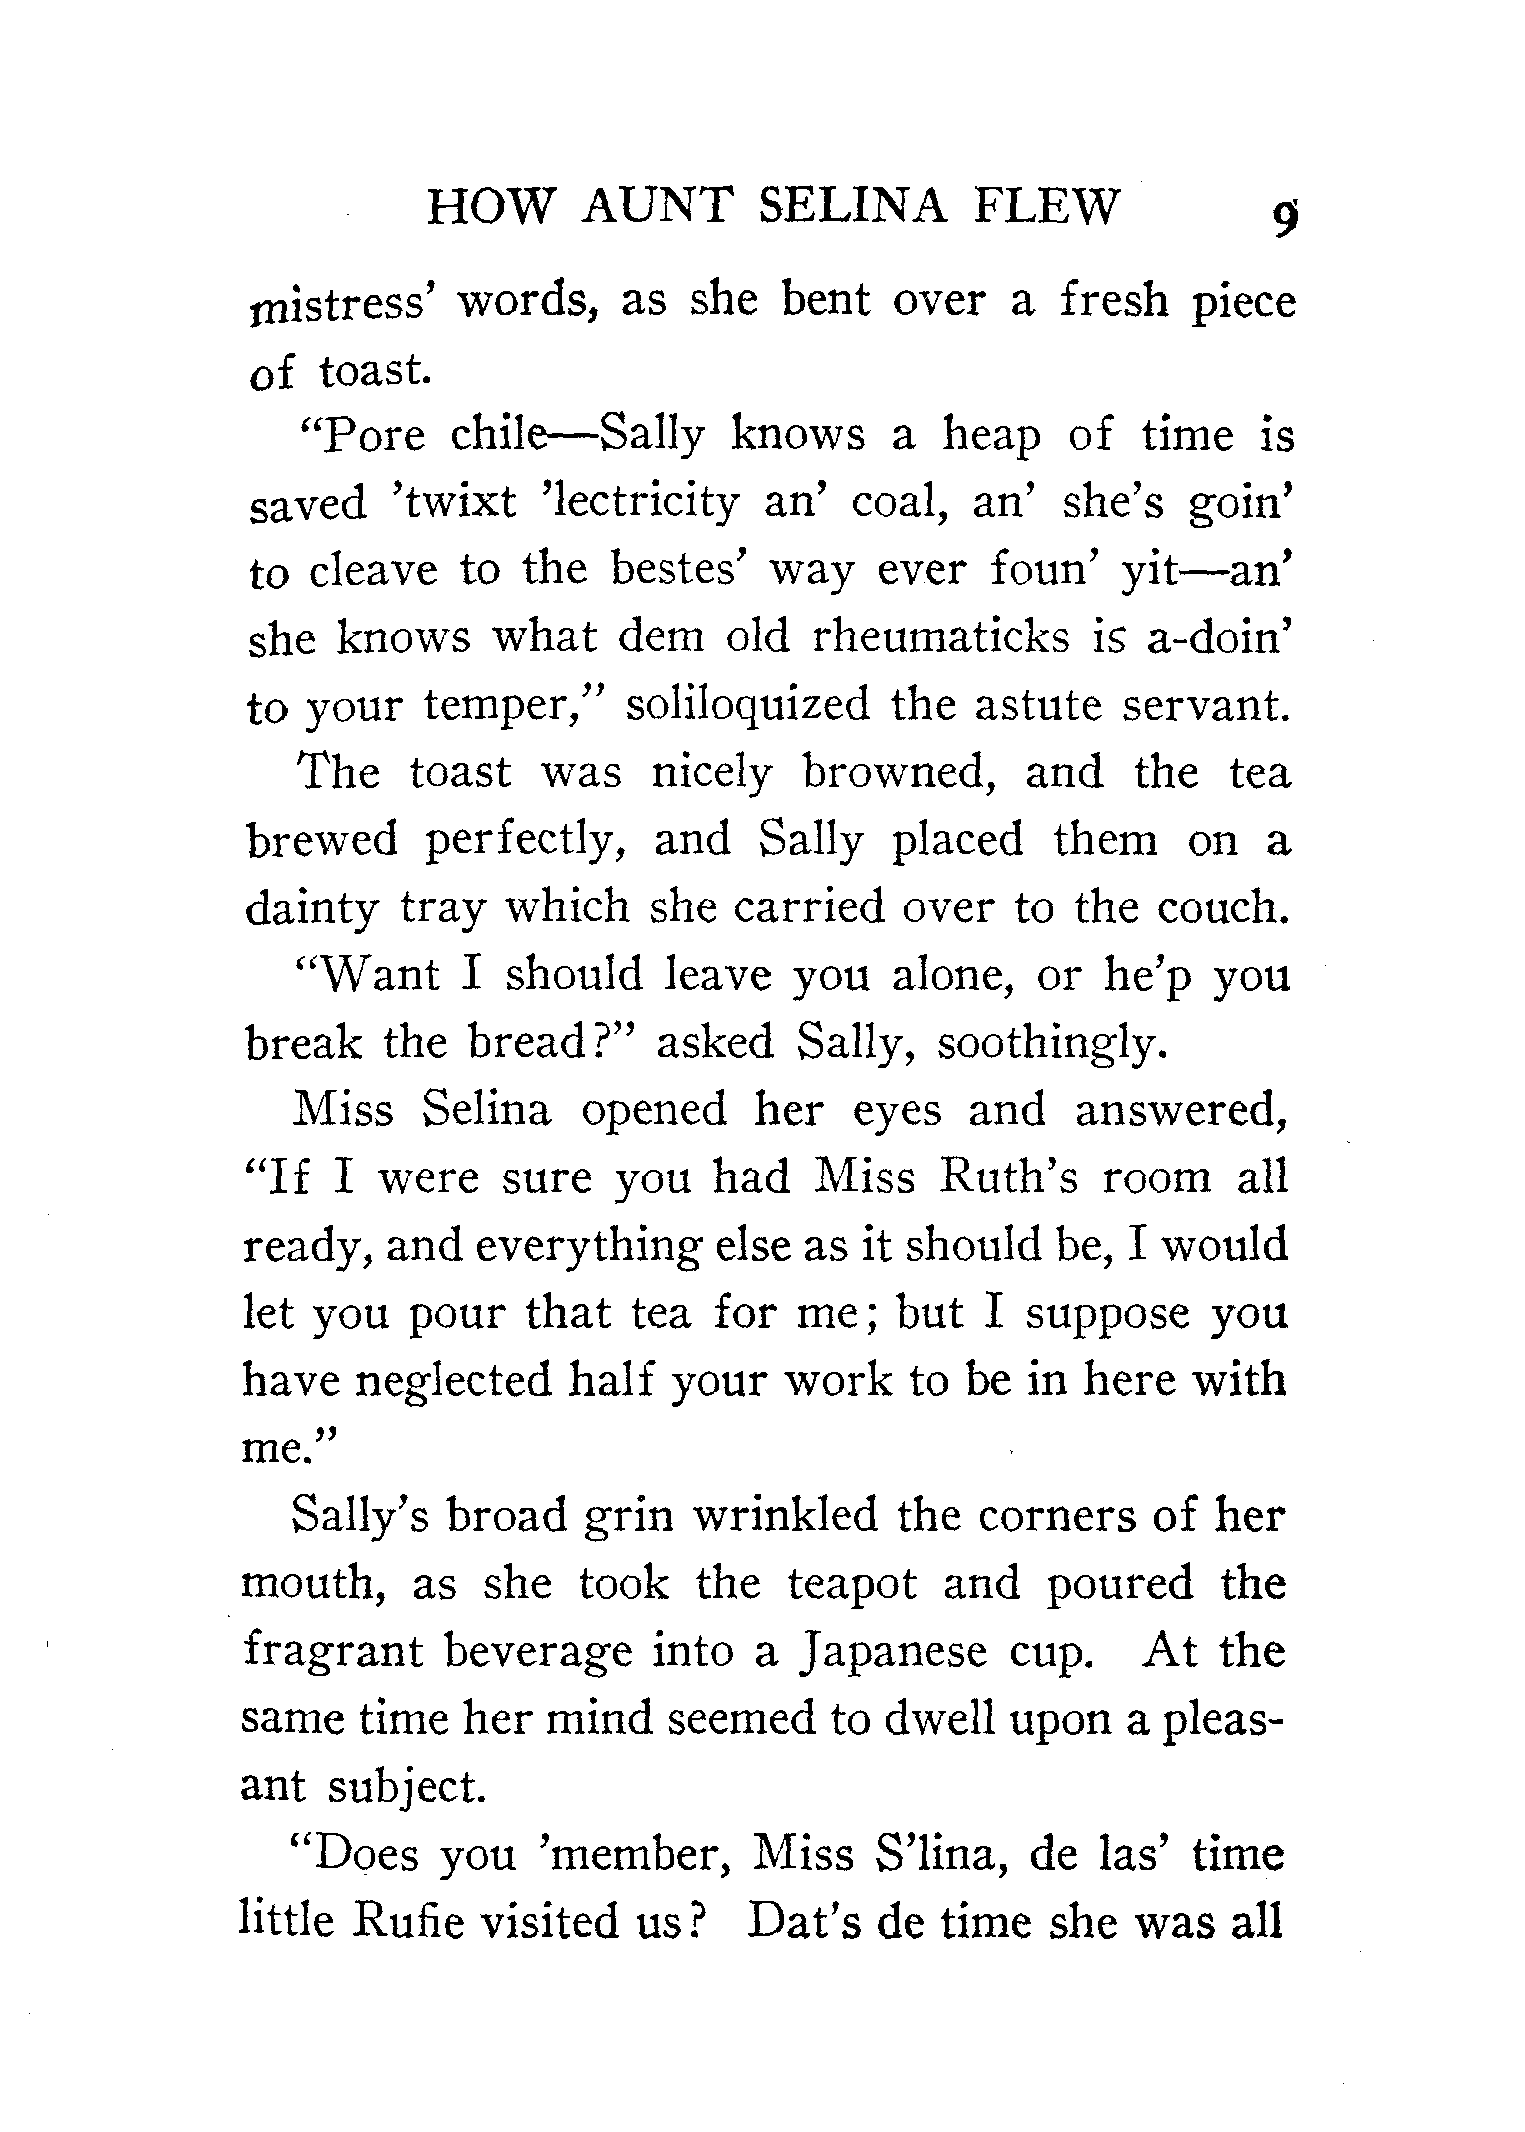 HOW AUNT SELINA FLEW 9
mistress’ words, as she bent over a fresh piece
of toast.
“Pore chile—Sally knows a heap of time is
saved ’twixt ’lectricity an’ coal, an’ she’s goin’
to cleave to the bestes’ way ever foun’ yit—an’
she knows what dem old rheumaticks is a-doin’
to your temper,” soliloquized the astute servant.
The toast was nicely browned, and the tea
brewed perfectly, and Sally placed them on a
dainty tray which she carried over to the couch.
“Want I should leave you alone, or he’p you
break the bread?” asked Sally, soothingly.
Miss Selina opened her eyes and answered,
“If I were sure you had Miss Ruth’s room all
ready, and everything else as it should be, I would
let you pour that tea for me; but I suppose you
have neglected half your work to be in here with
me.”
Sally’s broad grin wrinkled the corners of her
mouth, as she took the teapot and poured the
fragrant beverage into a Japanese cup. At the
same time her mind seemed to dwell upon a pleas-
ant subject.
“Does you ’member, Miss S’lina, de las’ time
little Rufie visited us? Dat’s de time she was all